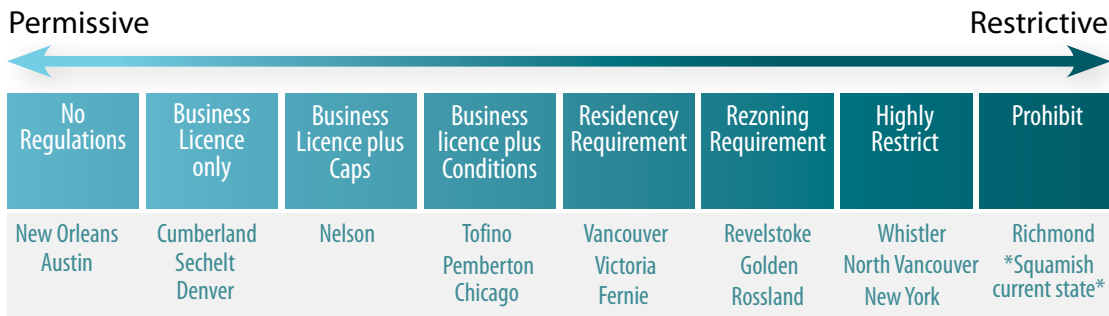 Permissive
Restrictive
No
Regulations
Business
Licence
only
Business
Licence plus
Caps
Business
licence plus
Conditions
Residencey
Requirement
Rezoning
Requirement
Highly
Restrict
Prohibit
New Orleans
Austin
Cumberland
Sechelt
Denver
Nelson
Tofino
Pemberton
Chicago
Vancouver
Victoria
Fernie
Revelstoke
Golden
Rossland
Whistler
North Vancouver
New York
Richmond
*Squamish
current state*